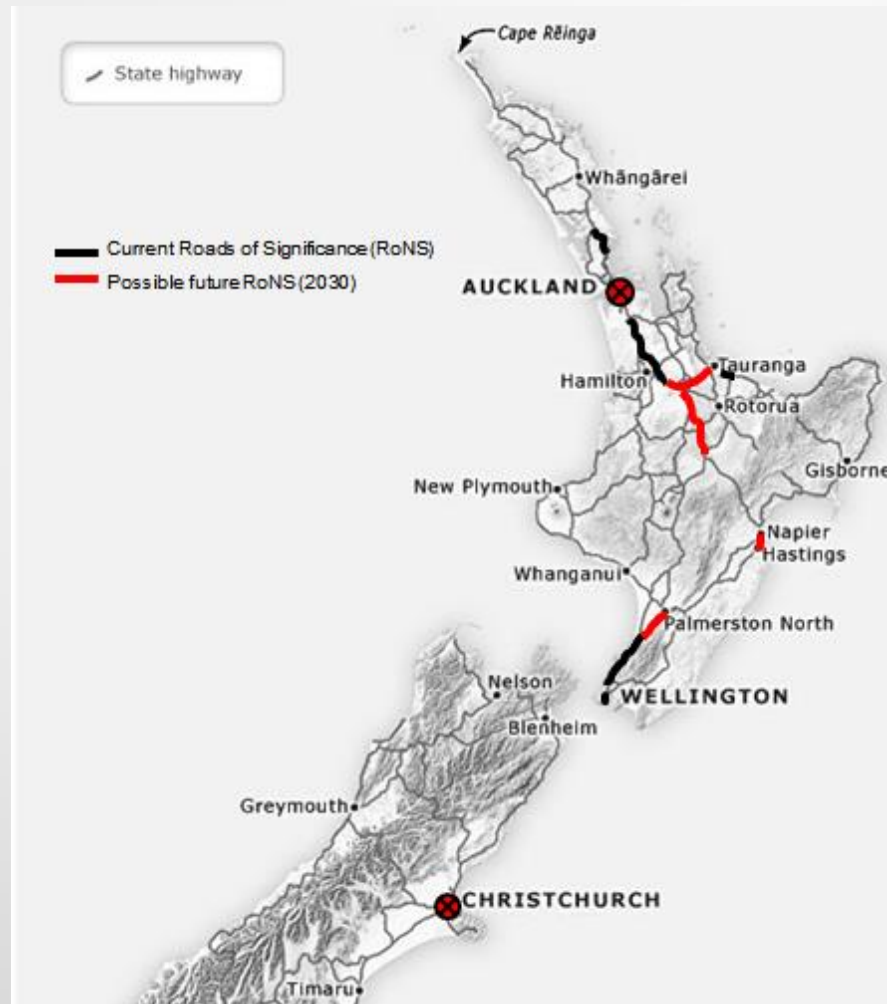 Cape Rēinga
State highway
Whāngārei
Current Roads of Significance (RoNS)
Possible future RoNS (2030)
AUCKLAND
Tauranga
Hamilton
Rotorua
Gisborne
New Plymouth
Napier
Hastings
Whanganui
Palmerston North
Nelson
WELLINGTON
Blenheim
Greymouth
CHRISTCHURCH
Timaru